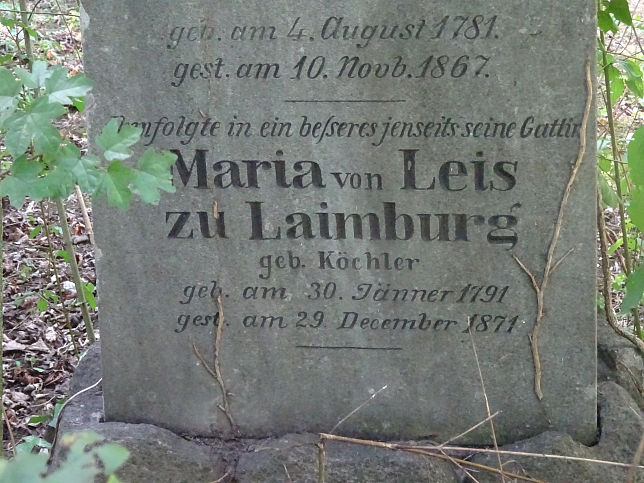 geb. am 4. August 1781.
gest. am 10. Novb. 1867.
Ihm folgte in ein beſseres jenseits seine Gattin
Maria von Leis
zu Laimburg
geb. Köchler
geb. am 30. Jänner 1791
gest. am 29. December 1871